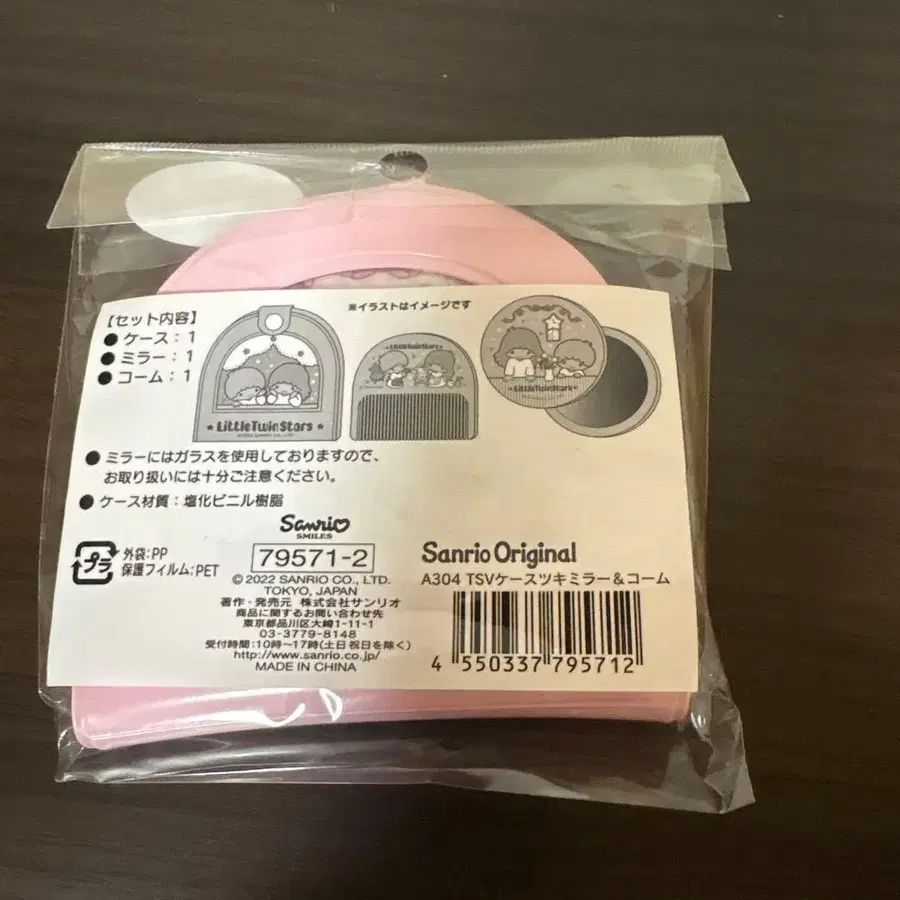 【セット内容】
● ケース：1
● ミラー：1
● コーム：1
※イラストはイメージです
LittleTwinStars
LittleTwinStars
LittleTwinStars
● ミラーにはガラスを使用しておりますので、
お取り扱いには十分ご注意ください。
● ケース材質：塩化ビニル樹脂
プラ
外袋:PP
保護フィルム:PET
Sanrio
SMILES
79571-2
© 2022 SANRIO CO., LTD.
TOKYO, JAPAN
著作・発売元 株式会社サンリオ
商品に関するお問い合わせ先
東京都品川区大崎1-11-1
03-3779-8148
受付時間:10時〜17時(土日祝日を除く)
http://www.sanrio.co.jp/
MADE IN CHINA
Sanrio Original
A304 TSVケースツキミラー＆コーム
4 550337 795712